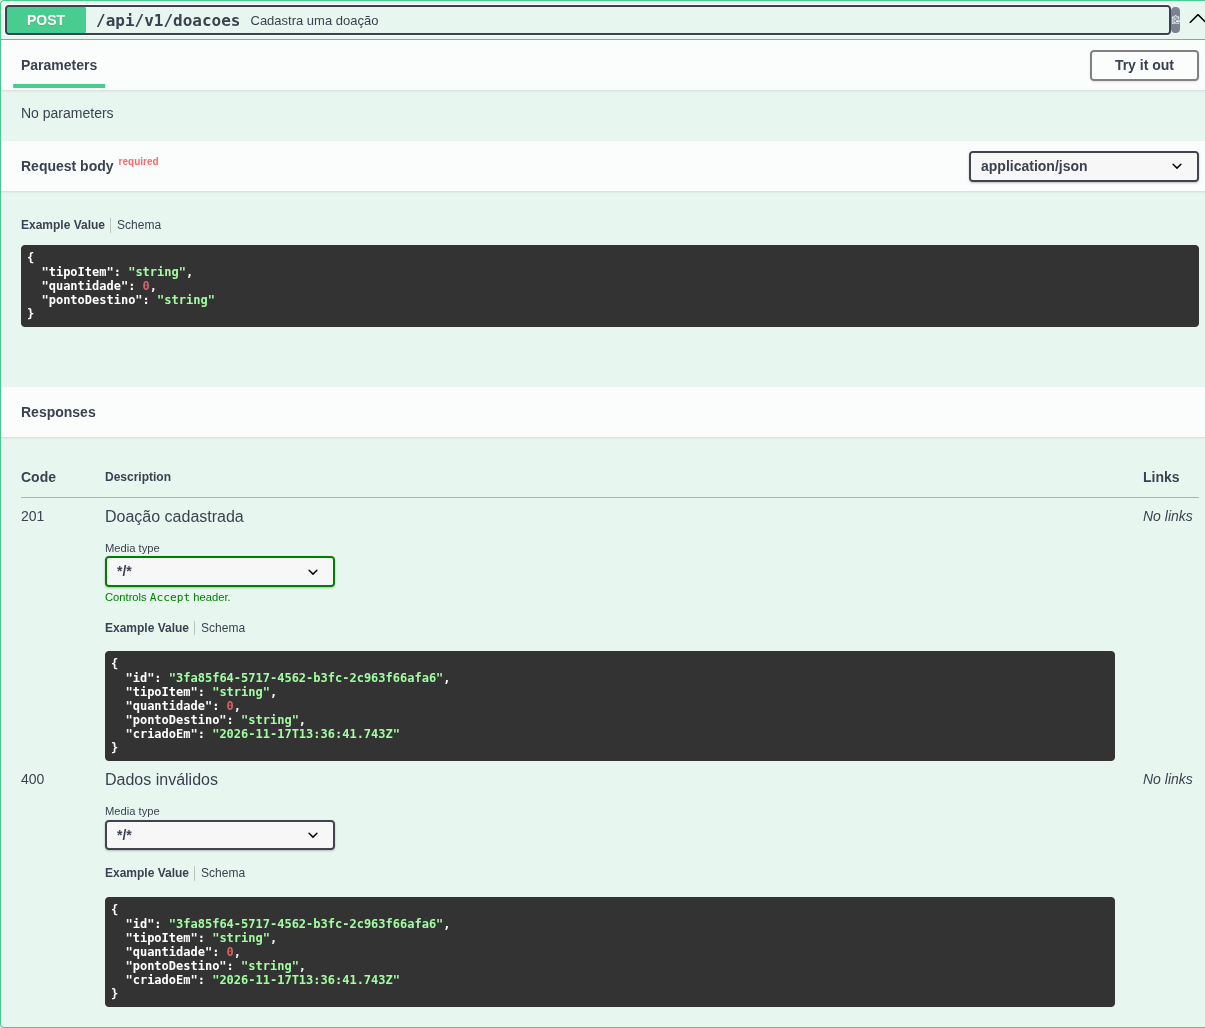 POST /api/v1/doacoes Cadastra uma doação
Parameters
Try it out
No parameters
Request body required
application/json
Example Value Schema
{
  "tipoItem": "string",
  "quantidade": 0,
  "pontoDestino": "string"
}
Responses
Code Description Links
201 Doação cadastrada No links
Media type
*/*
Controls Accept header.
Example Value Schema
{
  "id": "3fa85f64-5717-4562-b3fc-2c963f66afa6",
  "tipoItem": "string",
  "quantidade": 0,
  "pontoDestino": "string",
  "criadoEm": "2026-11-17T13:36:41.743Z"
}
400 Dados inválidos No links
Media type
*/*
Example Value Schema
{
  "id": "3fa85f64-5717-4562-b3fc-2c963f66afa6",
  "tipoItem": "string",
  "quantidade": 0,
  "pontoDestino": "string",
  "criadoEm": "2026-11-17T13:36:41.743Z"
}